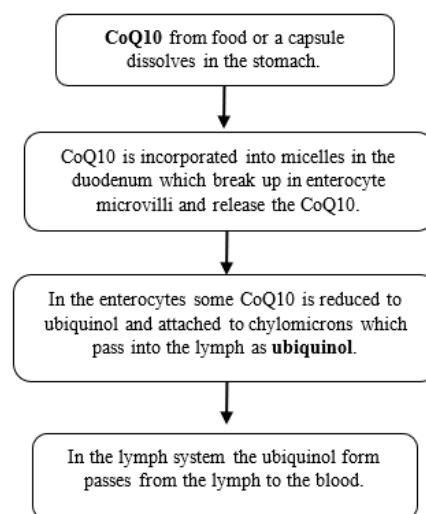 CoQ10 from food or a capsule
dissolves in the stomach.
CoQ10 is incorporated into micelles in the
duodenum which break up in enterocyte
microvilli and release the CoQ10.
In the enterocytes some CoQ10 is reduced to
ubiquinol and attached to chylomicrons which
pass into the lymph as ubiquinol.
In the lymph system the ubiquinol form
passes from the lymph to the blood.